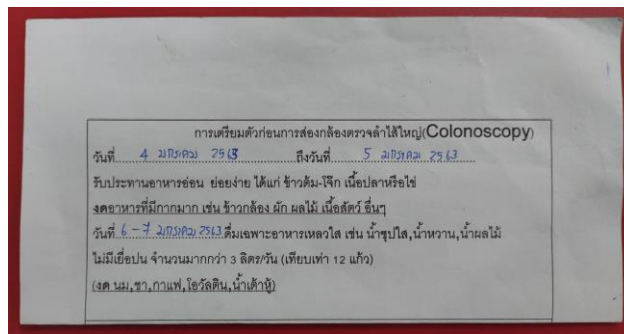 การเตรียมตัวก่อนการส่องกล้องตรวจลำไส้ใหญ่(Colonoscopy)
วันที่.......4 มกราคม 2563............ถึงวันที่.......5 มกราคม 2563.......
รับประทานอาหารอ่อน ย่อยง่าย ได้แก่ ข้าวต้ม-โจ๊ก เนื้อปลาหรือไข่
งดอาหารที่มีกากมาก เช่น ข้าวกล้อง ผัก ผลไม้ เนื้อสัตว์ อื่นๆ
วันที่ 6 - 7 มกราคม 2563 ดื่มเฉพาะอาหารเหลวใส เช่น น้ำซุปใส,น้ำหวาน,น้ำผลไม้
ไม่มีเยื่อปน จำนวนมากกว่า 3 ลิตร/วัน (เทียบเท่า 12 แก้ว)
(งด นม,ชา,กาแฟ,โอวัลติน,น้ำเต้าหู้)